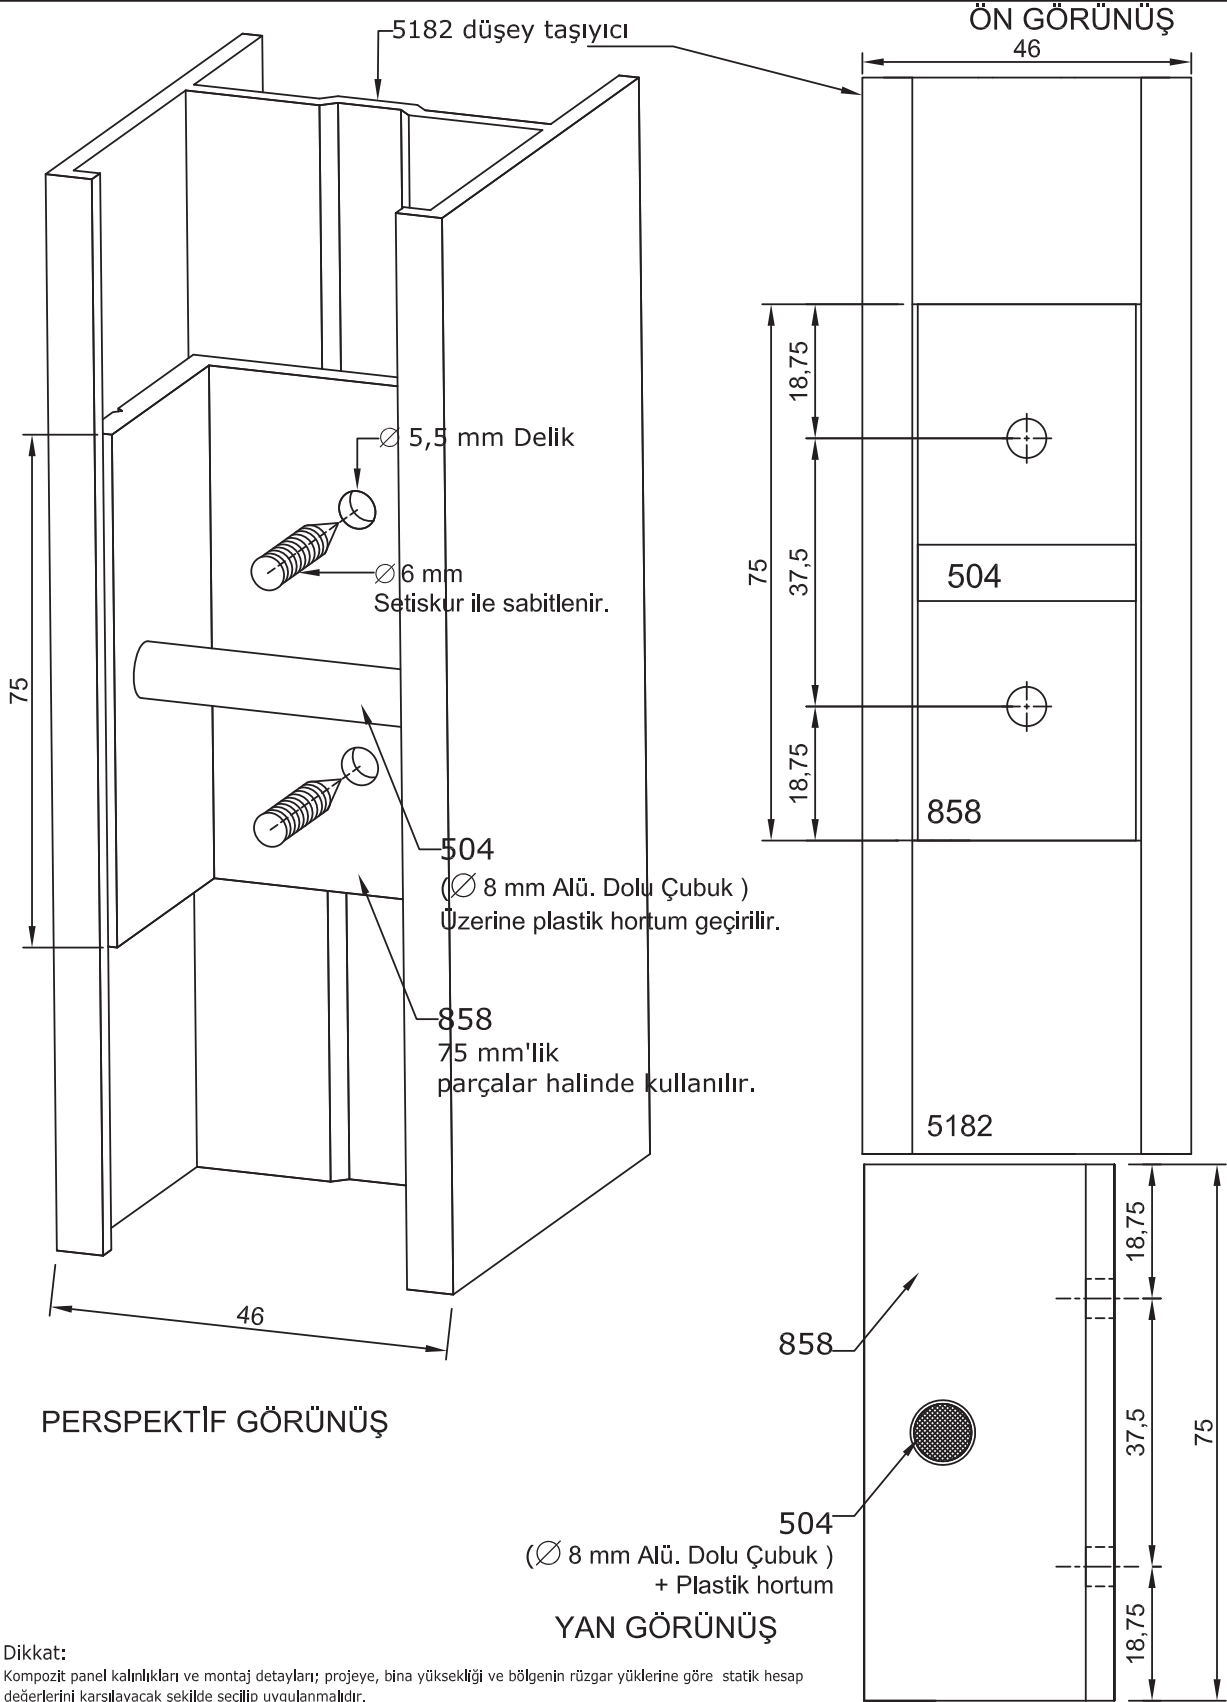 5182 düşey taşıyıcı
ÖN GÖRÜNÜŞ
46
18,75
∅ 5,5 mm Delik
37,5
75
504
∅ 6 mm
Setiskur ile sabitlenir.
75
18,75
858
504
(∅ 8 mm Alü. Dolu Çubuk )
Üzerine plastik hortum geçirilir.
858
75 mm'lik
parçalar halinde kullanılır.
5182
46
PERSPEKTİF GÖRÜNÜŞ
18,75
858
37,5
75
504
(∅ 8 mm Alü. Dolu Çubuk )
+ Plastik hortum
18,75
YAN GÖRÜNÜŞ
Dikkat:
Kompozit panel kalınlıkları ve montaj detayları; projeye, bina yüksekliği ve bölgenin rüzgar yüklerine göre statik hesap
değerlerini karşılayacak şekilde seçilip uygulanmalıdır.